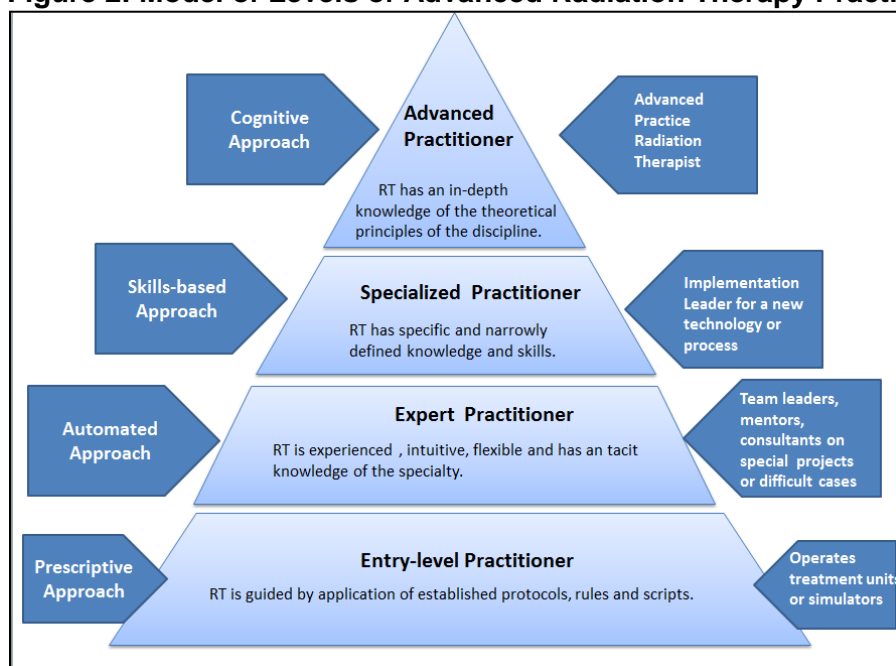 Cognitive
Approach
Advanced
Practitioner
RT has an in-depth
knowledge of the theoretical
principles of the discipline.
Advanced
Practice
Radiation
Therapist
Skills-based
Approach
Specialized Practitioner
RT has specific and narrowly
defined knowledge and skills.
Implementation
Leader for a new
technology or
process
Automated
Approach
Expert Practitioner
RT is experienced , intuitive, flexible and has an tacit
knowledge of the specialty.
Team leaders,
mentors,
consultants on
special projects
or difficult cases
Prescriptive
Approach
Entry-level Practitioner
RT is guided by application of established protocols, rules and scripts.
Operates
treatment units
or simulators